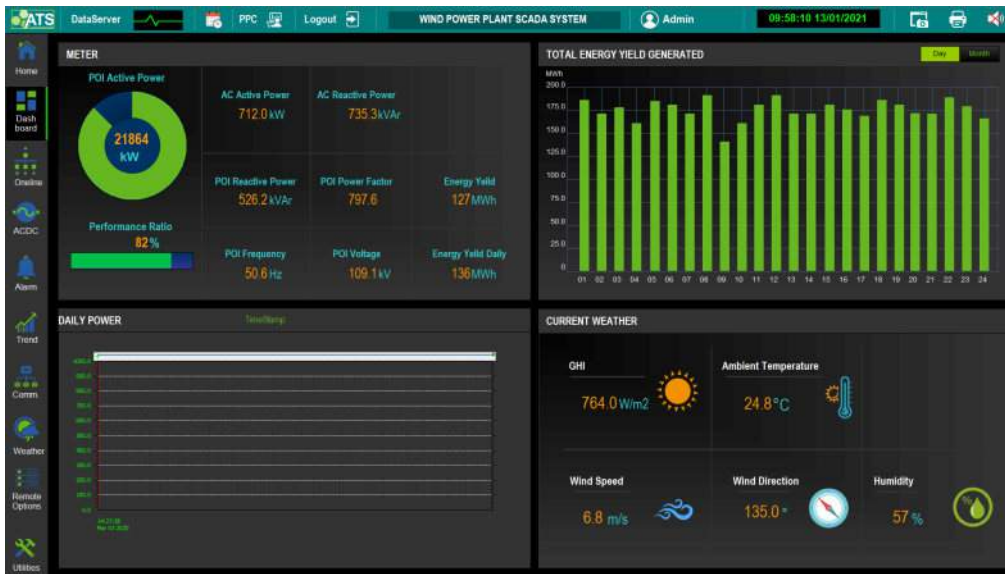 ATS DataServer PPC Logout WIND POWER PLANT SCADA SYSTEM Admin 09:58:10 13/01/2021
Home
Dash
board
Oneline
ACDC
Alarm
Trend
Comm.
Weather
Remote
Options
Utilities
METER
POI Active Power
21864
kW
Performance Ratio
82%
AC Active Power
712.0 kW
AC Reactive Power
735.3 kVAr
POI Reactive Power
526.2 kVAr
POI Power Factor
797.6
Energy Yeild
127 MWh
POI Frequency
50.6 Hz
POI Voltage
109.1 kV
Energy Yeild Daily
136 MWh
TOTAL ENERGY YIELD GENERATED
Day Month
MWh
200.0
175.0
150.0
125.0
100.0
75.0
50.0
25.0
0
01 02 03 04 05 06 07 08 09 10 11 12 13 14 15 16 17 18 19 20 21 22 23 24
DAILY POWER
TimeStamp
CURRENT WEATHER
GHI
764.0 W/m2
Ambient Temperature
24.8°C
Wind Speed
6.8 m/s
Wind Direction
135.0 °
Humidity
57 %